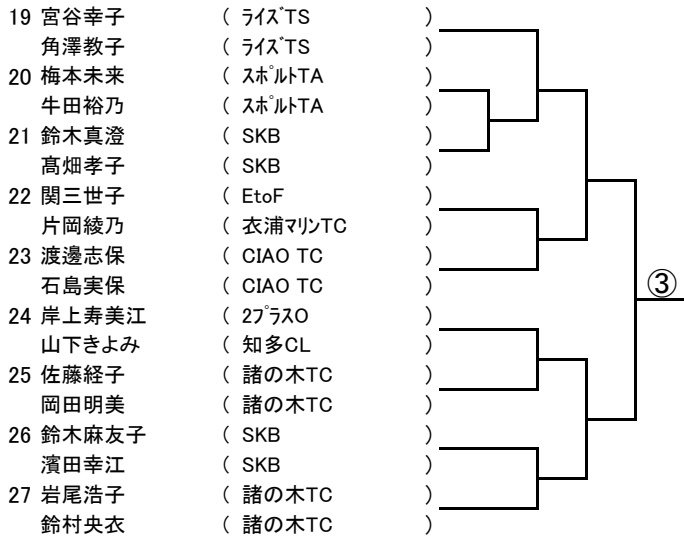 19 宮谷幸子 ( ﾗｲｽﾞTS )
角澤教子 ( ﾗｲｽﾞTS )
20 梅本未来 ( ｽﾎﾟﾙﾄTA )
牛田裕乃 ( ｽﾎﾟﾙﾄTA )
21 鈴木真澄 ( SKB )
髙畑孝子 ( SKB )
22 関三世子 ( EtoF )
片岡綾乃 ( 衣浦ﾏﾘﾝTC )
23 渡邊志保 ( CIAO TC )
石島実保 ( CIAO TC )
③
24 岸上寿美江 ( 2ﾌﾟﾗｽO )
山下きよみ ( 知多CL )
25 佐藤経子 ( 諸の木TC )
岡田明美 ( 諸の木TC )
26 鈴木麻友子 ( SKB )
濱田幸江 ( SKB )
27 岩尾浩子 ( 諸の木TC )
鈴村央衣 ( 諸の木TC )